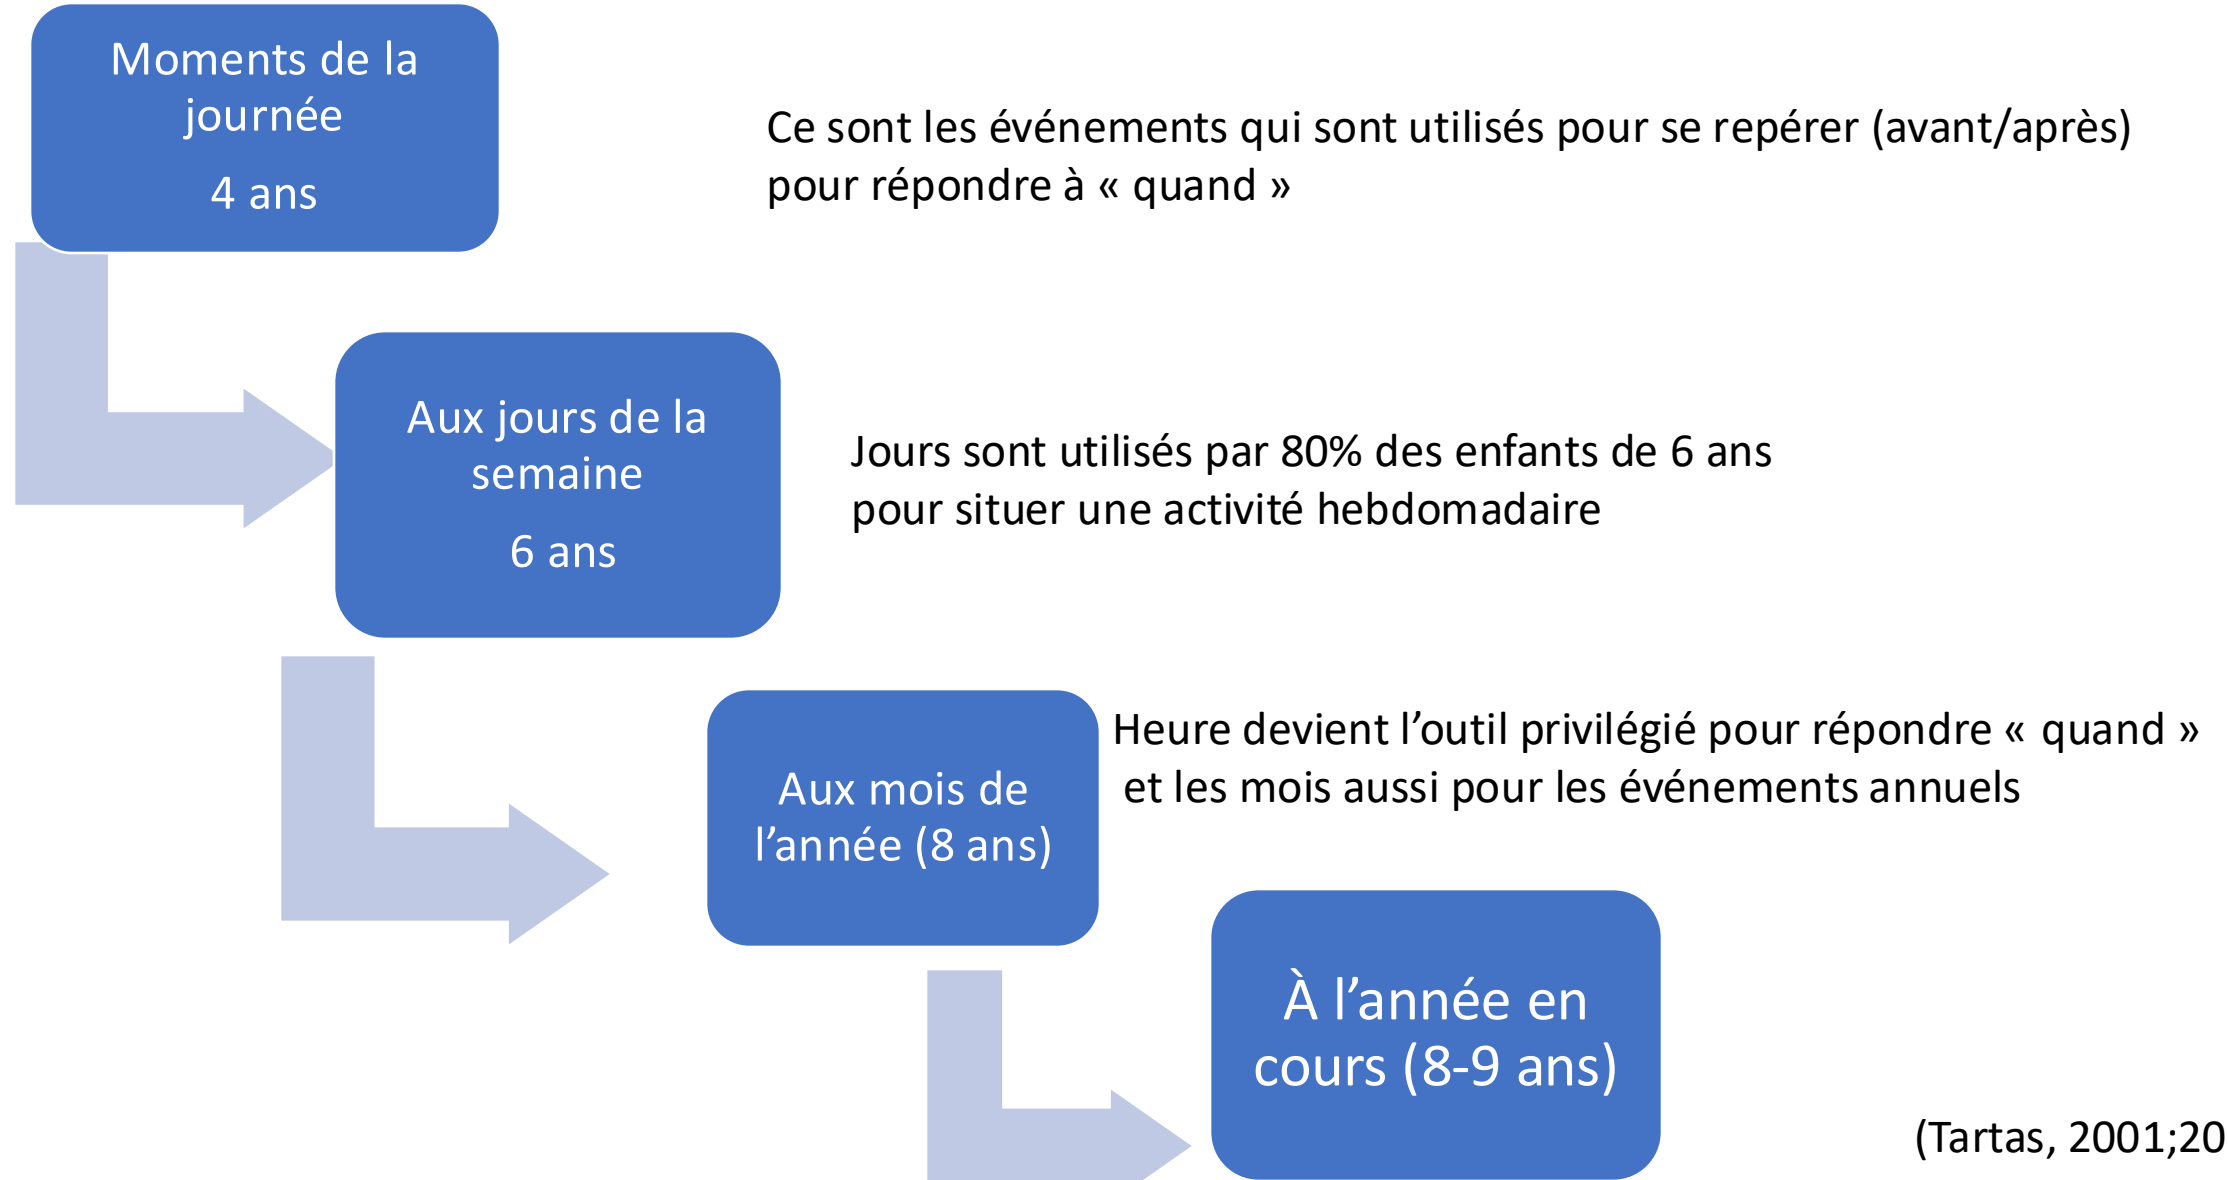 Moments de la
journée
4 ans
Ce sont les événements qui sont utilisés pour se repérer (avant/après)
pour répondre à « quand »
Aux jours de la
semaine
6 ans
Jours sont utilisés par 80% des enfants de 6 ans
pour situer une activité hebdomadaire
Aux mois de
l’année (8 ans)
Heure devient l’outil privilégié pour répondre « quand »
et les mois aussi pour les événements annuels
À l’année en
cours (8-9 ans)
(Tartas, 2001;20